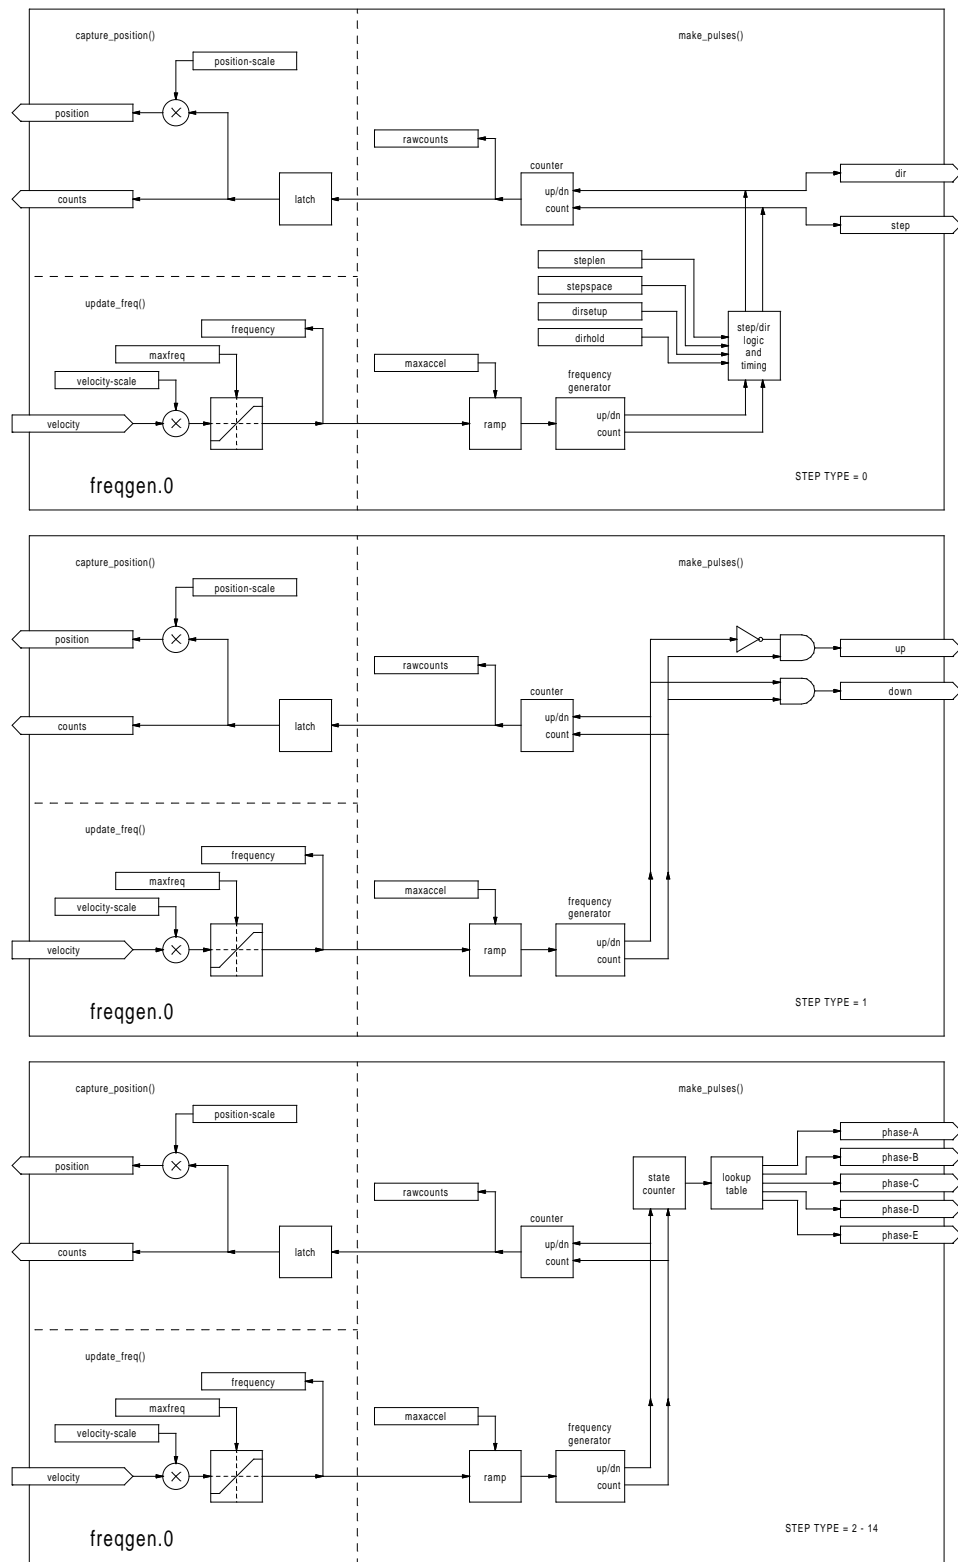 capture_position()
make_pulses()
position-scale
position
rawcounts
counter
up/dn
count
latch
counts
dir
step
steplen
stepspace
dirsetup
dirhold
step/dir
logic
and
timing
update_freq()
frequency
maxfreq
velocity-scale
velocity
maxaccel
ramp
frequency
generator
up/dn
count
freqgen.0
STEP TYPE = 0
capture_position()
make_pulses()
position-scale
position
rawcounts
counter
up/dn
count
latch
counts
up
down
update_freq()
frequency
maxfreq
velocity-scale
velocity
maxaccel
ramp
frequency
generator
up/dn
count
freqgen.0
STEP TYPE = 1
capture_position()
make_pulses()
position-scale
position
rawcounts
counter
up/dn
count
latch
counts
state
counter
lookup
table
phase-A
phase-B
phase-C
phase-D
phase-E
update_freq()
frequency
maxfreq
velocity-scale
velocity
maxaccel
ramp
frequency
generator
up/dn
count
freqgen.0
STEP TYPE = 2 - 14